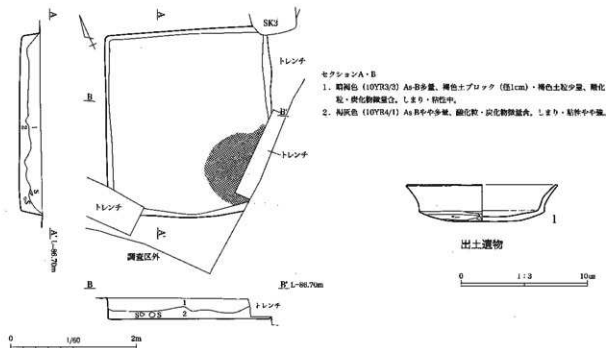 A
A
SK3
トレンチ
B
B'
トレンチ
トレンチ
1
2
S
A'
L=86.70m
A'
調査区外
B
B' L=86.70m
1
2
S
S
トレンチ
0 1/60 2m
セクションA・B
1. 暗褐色 (10YR3/3) As-B多量、褐色土ブロック (径1cm)・褐色土粒少量、酸化
粒・炭化物微量含。しまり・粘性中。
2. 褐灰色 (10YR4/1) As-Bやや多量、酸化粒・炭化物微量含。しまり・粘性やや強。
1
出土遺物
0 1:3 10cm